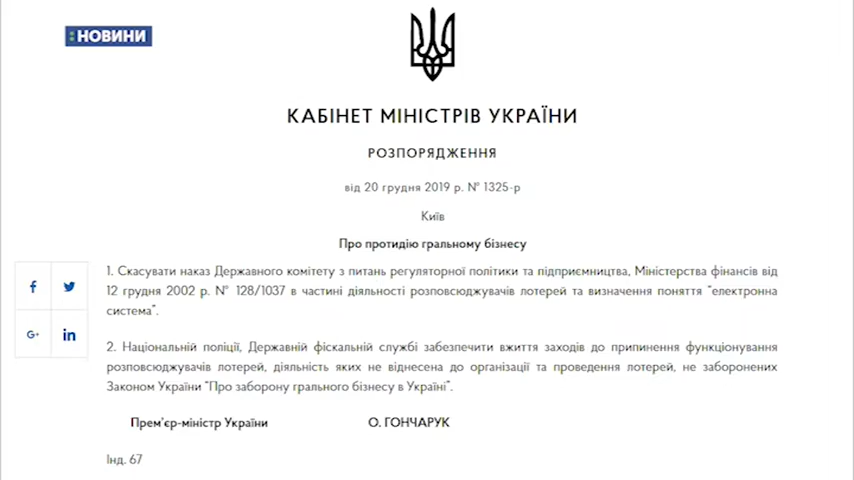 :НОВИНИ
КАБІНЕТ МІНІСТРІВ УКРАЇНИ
РОЗПОРЯДЖЕННЯ
від 20 грудня 2019 р. № 1325-р
Київ
Про протидію гральному бізнесу
1. Скасувати наказ Державного комітету з питань регуляторної політики та підприємництва, Міністерства фінансів від
12 грудня 2002 р. № 128/1037 в частині діяльності розповсюджувачів лотерей та визначення поняття "електронна
система".
2. Національній поліції, Державній фіскальній службі забезпечити вжиття заходів до припинення функціонування
розповсюджувачів лотерей, діяльність яких не віднесена до організації та проведення лотерей, не заборонених
Законом України "Про заборону грального бізнесу в Україні".
Прем'єр-міністр України О. ГОНЧАРУК
Інд. 67